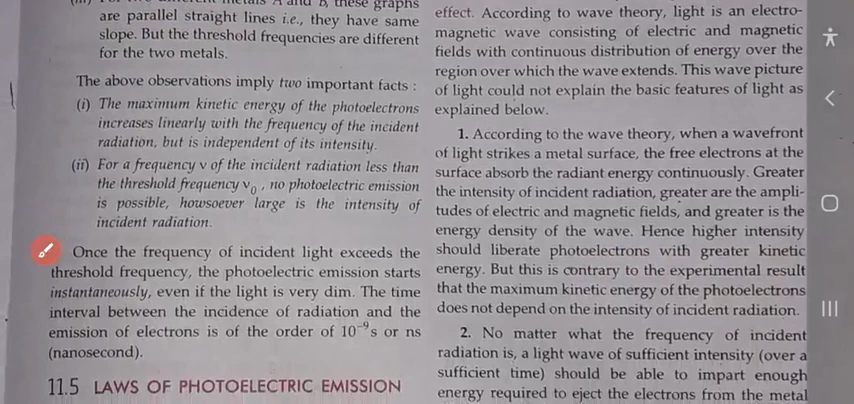 (iii) For two different metals A and B, these graphs
are parallel straight lines i.e., they have same
slope. But the threshold frequencies are different
for the two metals.
The above observations imply two important facts :
(i) The maximum kinetic energy of the photoelectrons
increases linearly with the frequency of the incident
radiation, but is independent of its intensity.
(ii) For a frequency ν of the incident radiation less than
the threshold frequency ν₀ , no photoelectric emission
is possible, howsoever large is the intensity of
incident radiation.
Once the frequency of incident light exceeds the
threshold frequency, the photoelectric emission starts
instantaneously, even if the light is very dim. The time
interval between the incidence of radiation and the
emission of electrons is of the order of 10⁻⁹s or ns
(nanosecond).
11.5 LAWS OF PHOTOELECTRIC EMISSION
effect. According to wave theory, light is an electro-
magnetic wave consisting of electric and magnetic
fields with continuous distribution of energy over the
region over which the wave extends. This wave picture
of light could not explain the basic features of light as
explained below.
1. According to the wave theory, when a wavefront
of light strikes a metal surface, the free electrons at the
surface absorb the radiant energy continuously. Greater
the intensity of incident radiation, greater are the ampli-
tudes of electric and magnetic fields, and greater is the
energy density of the wave. Hence higher intensity
should liberate photoelectrons with greater kinetic
energy. But this is contrary to the experimental result
that the maximum kinetic energy of the photoelectrons
does not depend on the intensity of incident radiation.
2. No matter what the frequency of incident
radiation is, a light wave of sufficient intensity (over a
sufficient time) should be able to impart enough
energy required to eject the electrons from the metal